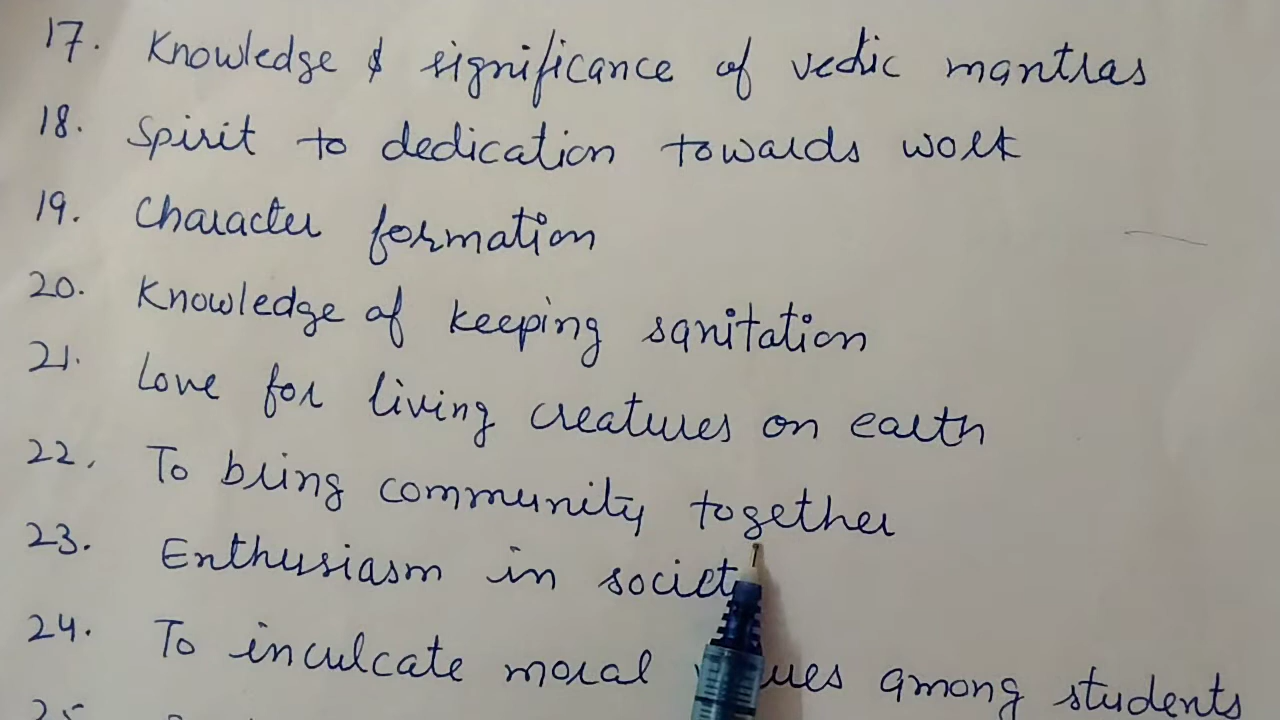 17. Knowledge & significance of vedic mantras
18. Spirit to dedication towards work
19. Character formation
20. Knowledge of keeping sanitation
21. Love for living creatures on earth
22. To bring community together
23. Enthusiasm in societ
24. To inculcate moral among students
25.